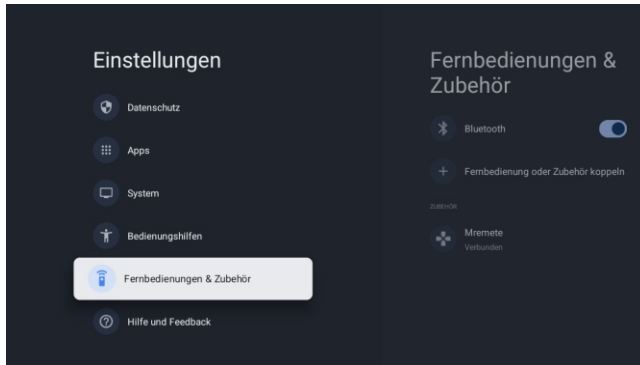 Einstellungen
Datenschutz
Apps
System
Bedienungshilfen
Fernbedienungen & Zubehör
Hilfe und Feedback
Fernbedienungen &
Zubehör
Bluetooth
Fernbedienung oder Zubehör koppeln
ZUBEHÖR
Mremete
Verbunden